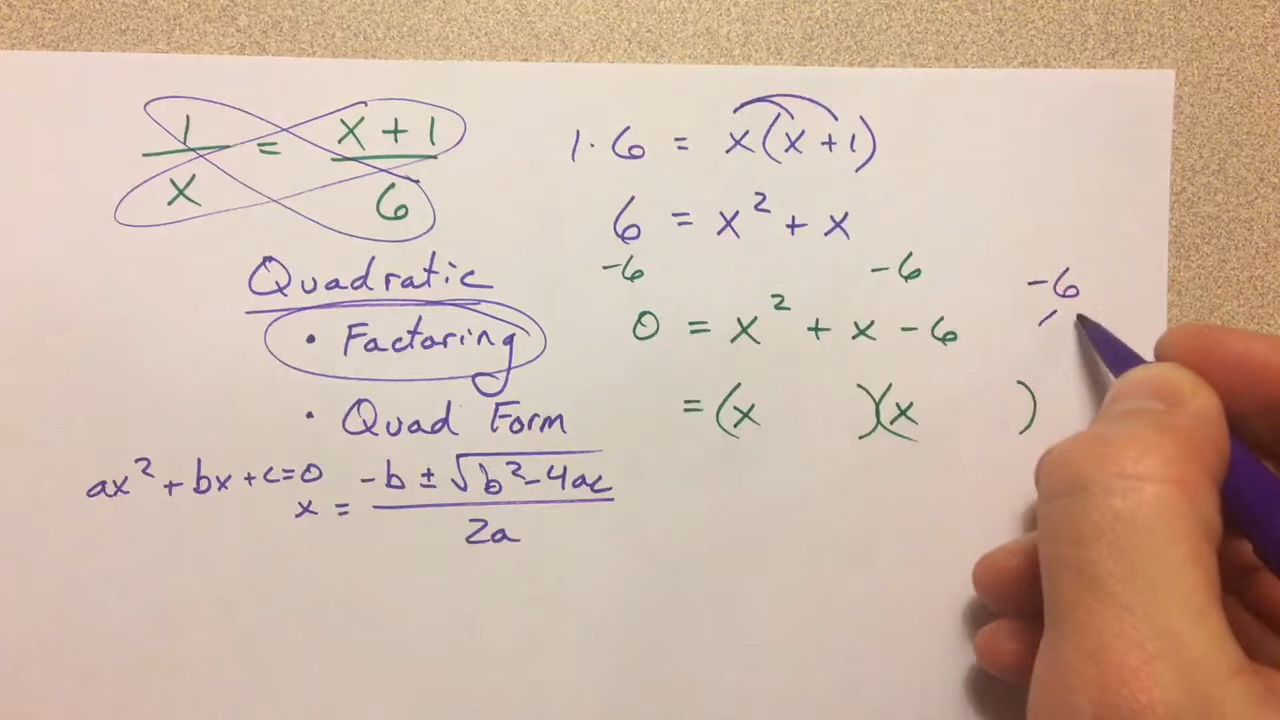 1/x = x+1/6
Quadratic
· Factoring
· Quad Form
ax²+bx+c=0
x = -b ± √b²-4ac / 2a
1·6 = x(x+1)
6 = x² + x
-6 -6
0 = x² + x - 6
= (x )(x )
-6